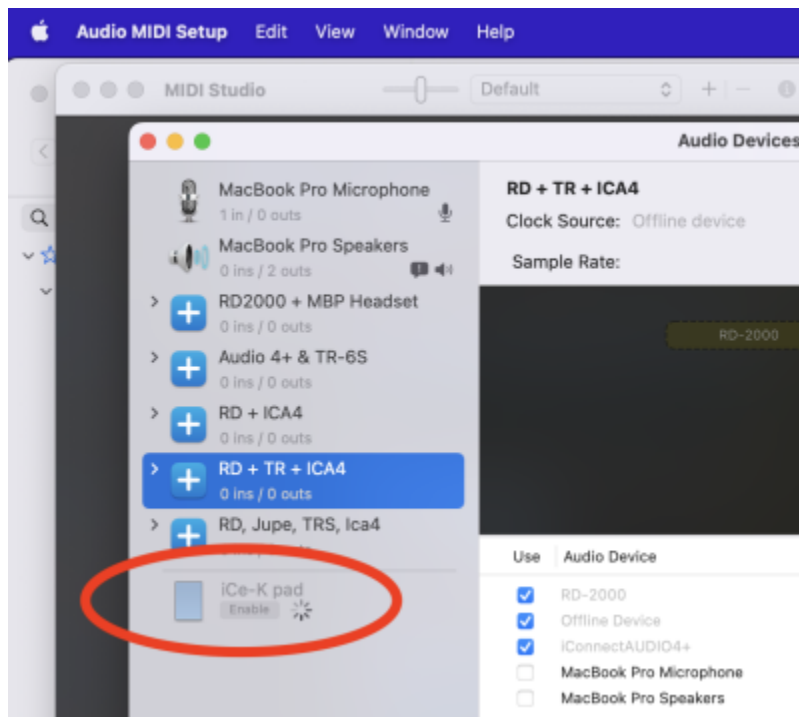 Audio MIDI Setup Edit View Window Help
MIDI Studio Default
Audio Devices
MacBook Pro Microphone
1 in / 0 outs
MacBook Pro Speakers
0 ins / 2 outs
RD2000 + MBP Headset
0 ins / 0 outs
Audio 4+ & TR-6S
0 ins / 0 outs
RD + ICA4
0 ins / 0 outs
RD + TR + ICA4
0 ins / 0 outs
RD, Jupe, TRS, Ica4
iCe-K pad
Enable
RD + TR + ICA4
Clock Source: Offline device
Sample Rate:
RD-2000
Use Audio Device
RD-2000
Offline Device
iConnectAUDIO4+
MacBook Pro Microphone
MacBook Pro Speakers